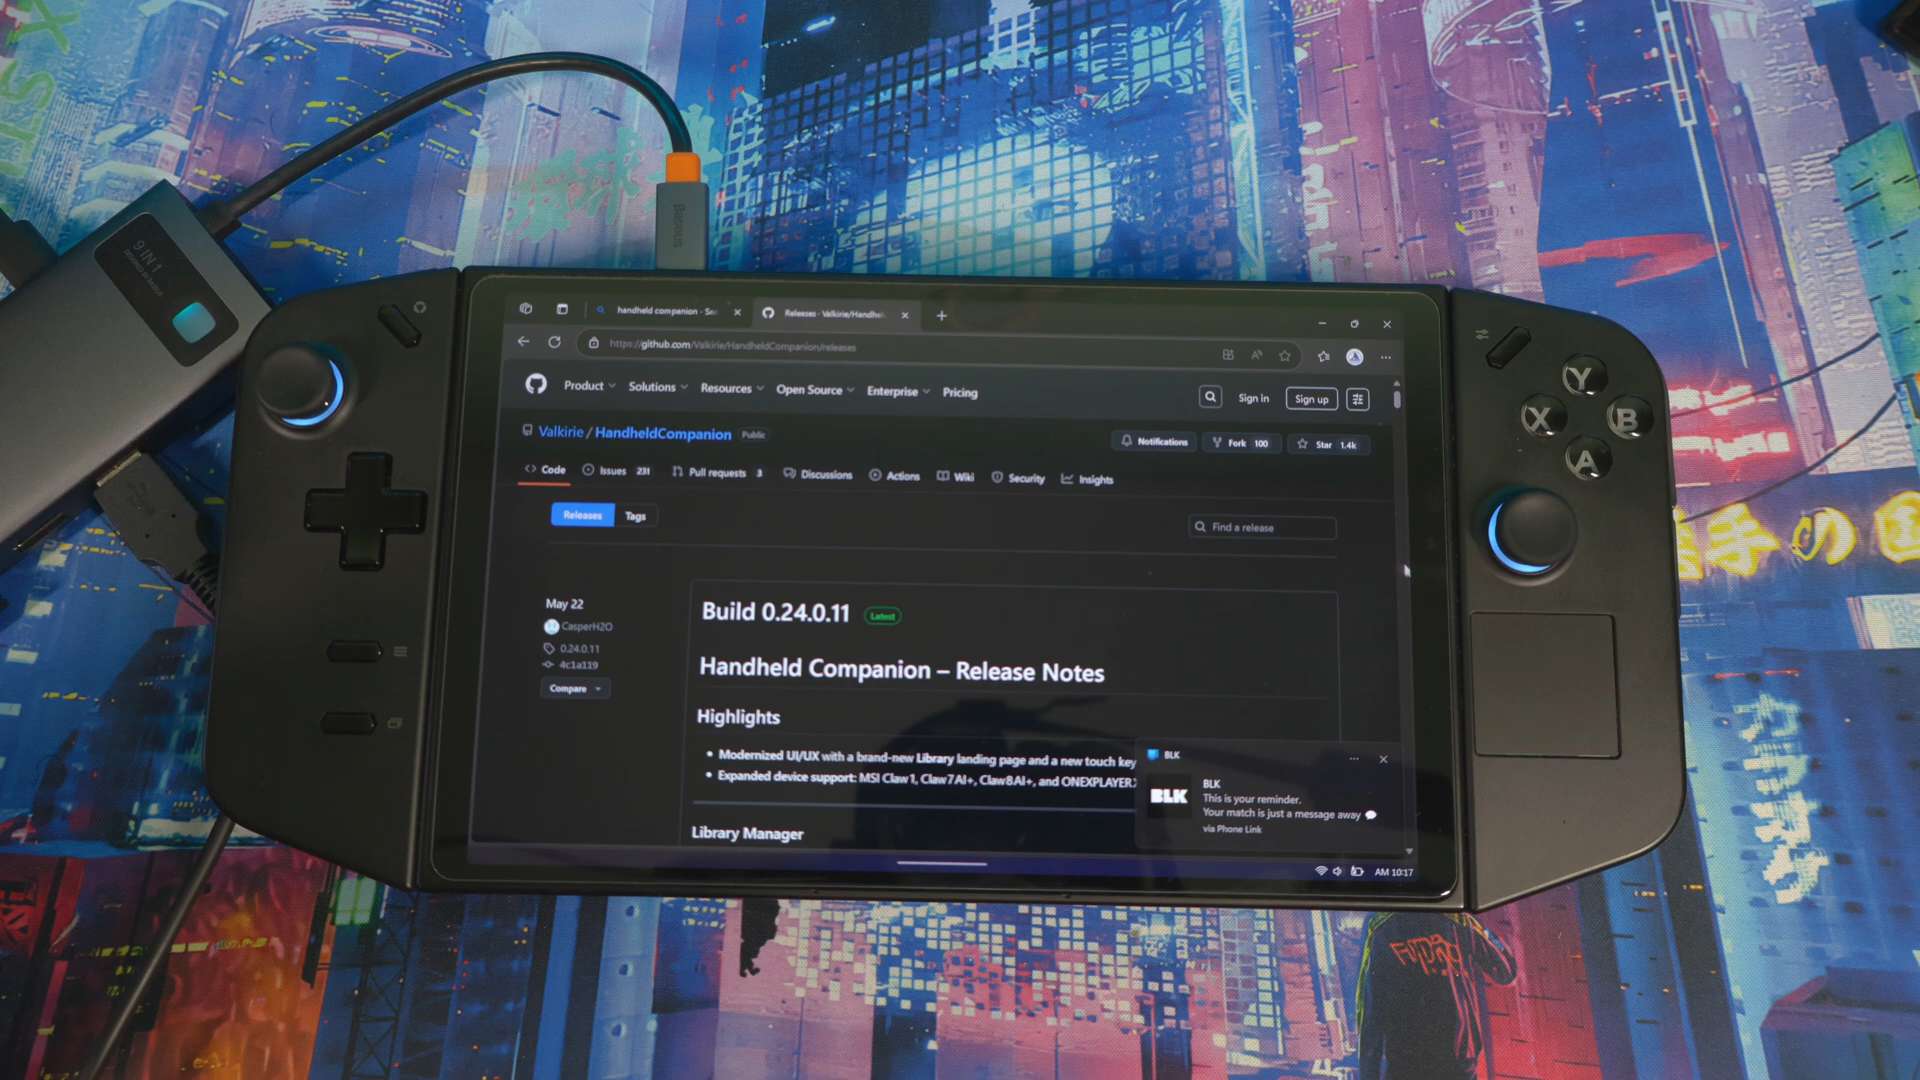 Baseus
9 IN 1
handheld companion - Se
Releases · Valkirie/Handhel
https://github.com/Valkirie/HandheldCompanion/releases
Product
Solutions
Resources
Open Source
Enterprise
Pricing
Sign in
Sign up
Valkirie / HandheldCompanion
Public
Notifications
Fork 100
Star 1.4k
Code
Issues 231
Pull requests 3
Discussions
Actions
Wiki
Security
Insights
Releases
Tags
Find a release
May 22
CasperH2O
0.24.0.11
4c1a119
Compare
Build 0.24.0.11
Latest
Handheld Companion – Release Notes
Highlights
• Modernized UI/UX with a brand-new Library landing page and a new touch key
• Expanded device support: MSI Claw1, Claw7AI+, Claw8AI+, and ONEXPLAYER
Library Manager
BLK
BLK
BLK
This is your reminder.
Your match is just a message away 💬
via Phone Link
AM 10:17
Y
X
B
A
手の国